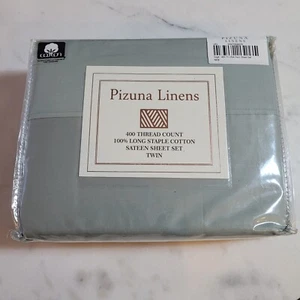 Pizuna Linens
400 THREAD COUNT
100% LONG STAPLE COTTON
SATEEN SHEET SET
TWIN